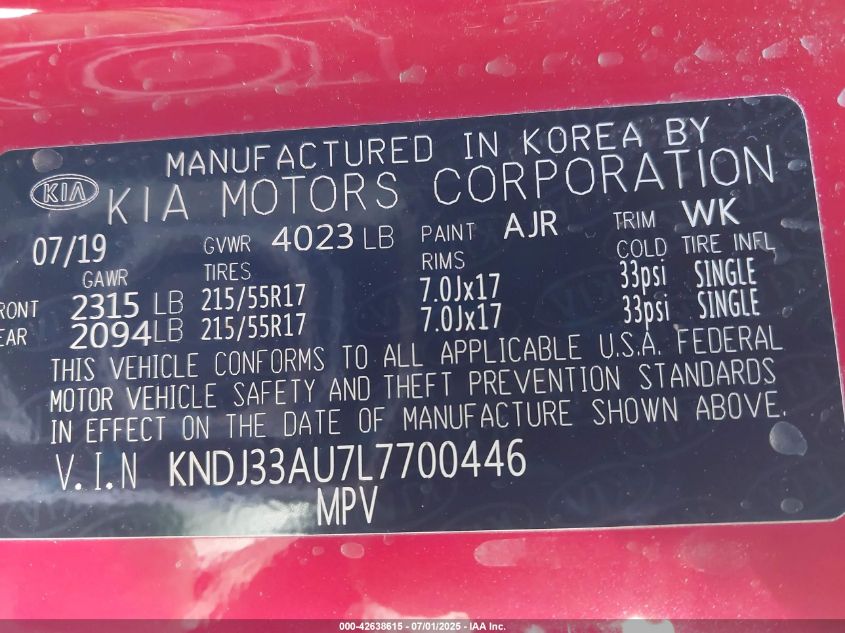 MANUFACTURED IN KOREA BY
KIA KIA MOTORS CORPORATION
07/19 GVWR 4023 LB PAINT AJR TRIM WK
GAWR TIRES RIMS COLD TIRE INFL
RONT 2315 LB 215/55R17 7.0Jx17 33psi SINGLE
EAR 2094LB 215/55R17 7.0Jx17 33psi SINGLE
THIS VEHICLE CONFORMS TO ALL APPLICABLE U.S.A. FEDERAL
MOTOR VEHICLE SAFETY AND THEFT PREVENTION STANDARDS
IN EFFECT ON THE DATE OF MANUFACTURE SHOWN ABOVE.
V.I.N KNDJ33AU7L7700446
MPV
000-42638615 - 07/01/2025 - IAA Inc.